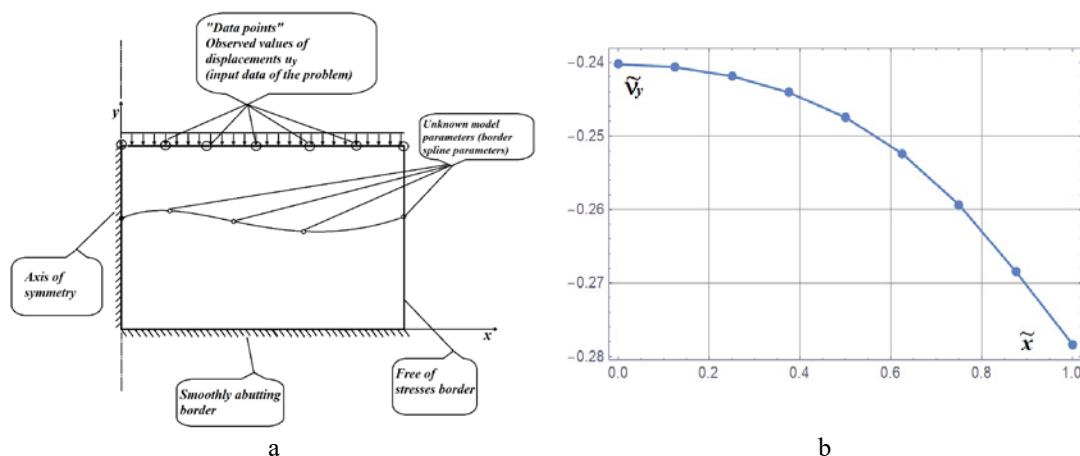 "Data points"
Observed values of
displacements uy
(input data of the problem)
y
Unknown model
parameters (border
spline parameters)
Axis of
symmetry
x
Smoothly abutting
border
Free of
stresses border
a
-0.24
-0.25
-0.26
-0.27
-0.28
ṽy
x̃
0.0 0.2 0.4 0.6 0.8 1.0
b